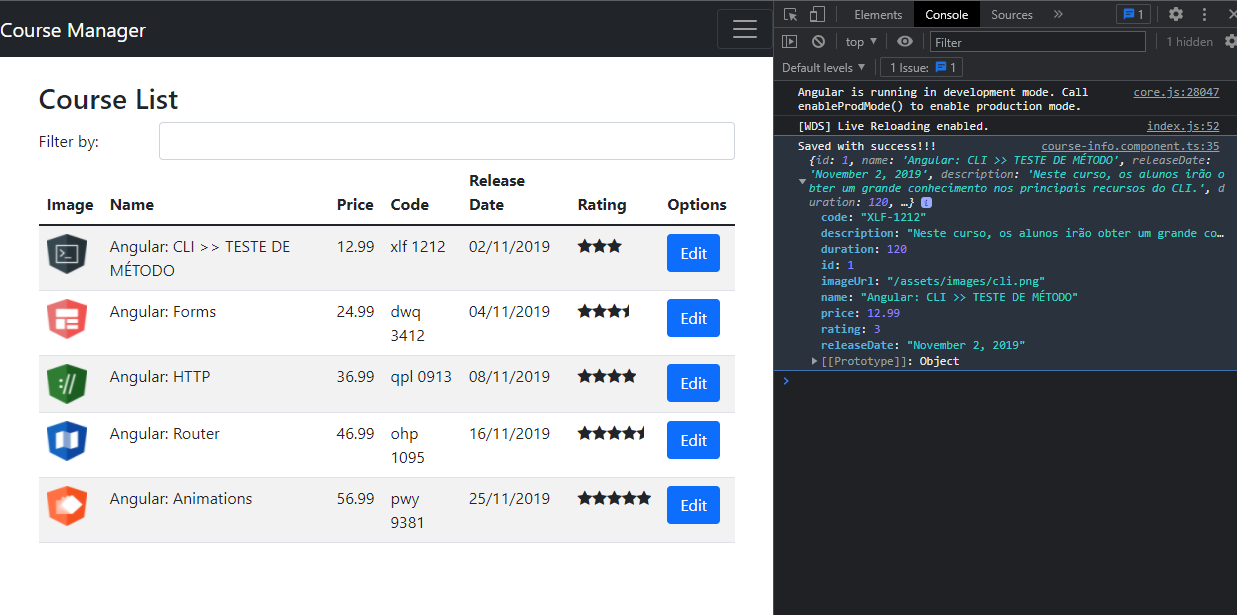 Course Manager
Course List
Filter by:
Image Name Price Code Release Date Rating Options
Angular: CLI >> TESTE DE MÉTODO 12.99 xlf 1212 02/11/2019 Edit
Angular: Forms 24.99 dwq 3412 04/11/2019 Edit
Angular: HTTP 36.99 qpl 0913 08/11/2019 Edit
Angular: Router 46.99 ohp 1095 16/11/2019 Edit
Angular: Animations 56.99 pwy 9381 25/11/2019 Edit
Elements Console Sources » 1
top Filter 1 hidden
Default levels 1 Issue: 1
Angular is running in development mode. Call core.js:28047
enableProdMode() to enable production mode.
[WDS] Live Reloading enabled. index.js:52
Saved with success!!! course-info.component.ts:35
{id: 1, name: 'Angular: CLI >> TESTE DE MÉTODO', releaseDate:
'November 2, 2019', description: 'Neste curso, os alunos irão o
bter um grande conhecimento nos principais recursos do CLI.', d
uration: 120, …} i
code: "XLF-1212"
description: "Neste curso, os alunos irão obter um grande co…
duration: 120
id: 1
imageUrl: "/assets/images/cli.png"
name: "Angular: CLI >> TESTE DE MÉTODO"
price: 12.99
rating: 3
releaseDate: "November 2, 2019"
[[Prototype]]: Object